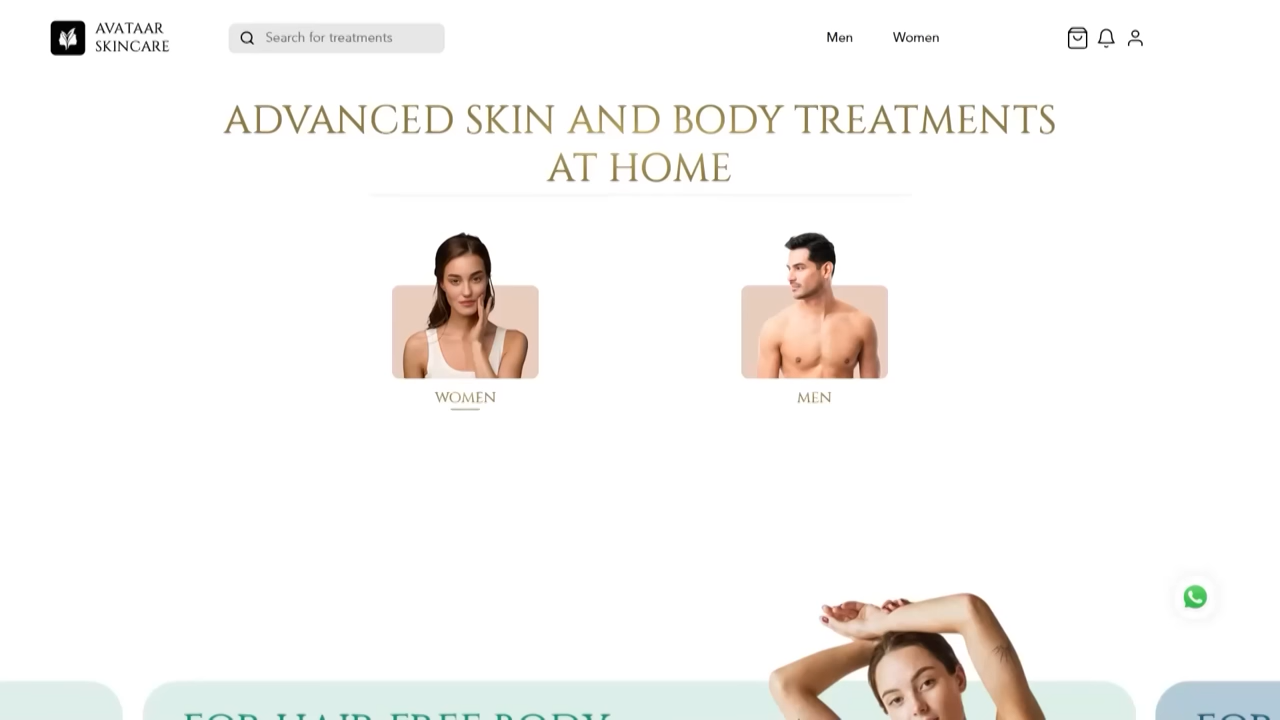 AVATAAR
SKINCARE
Search for treatments
Men
Women
ADVANCED SKIN AND BODY TREATMENTS
AT HOME
WOMEN
MEN
FOR HAIR FREE BODY
FOR